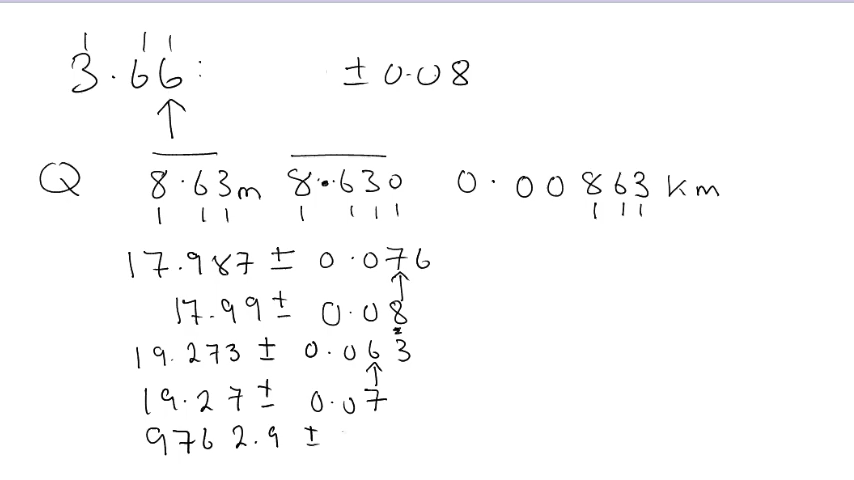 3.66: ±0.08
Q 8.63m 8.630 0.00863 km
17.987 ± 0.076
17.99 ± 0.08
19.273 ± 0.063
19.27 ± 0.07
9762.9 ±